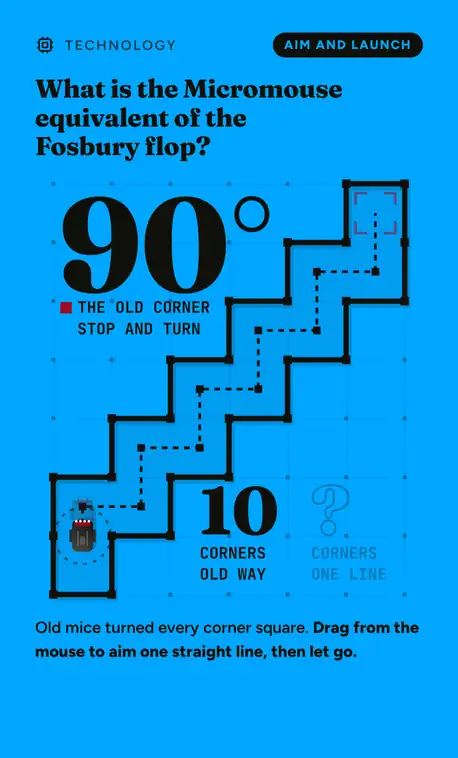 TECHNOLOGY
AIM AND LAUNCH
What is the Micromouse
equivalent of the
Fosbury flop?
90°
THE OLD CORNER
STOP AND TURN
10
CORNERS
OLD WAY
?
CORNERS
ONE LINE
Old mice turned every corner square. Drag from the
mouse to aim one straight line, then let go.